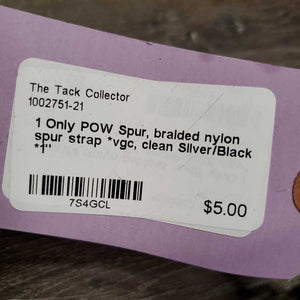 The Tack Collector
1002751-21
1 Only POW Spur, braided nylon
spur strap *vgc, clean Silver/Black
*1"
7S4GCL
$5.00